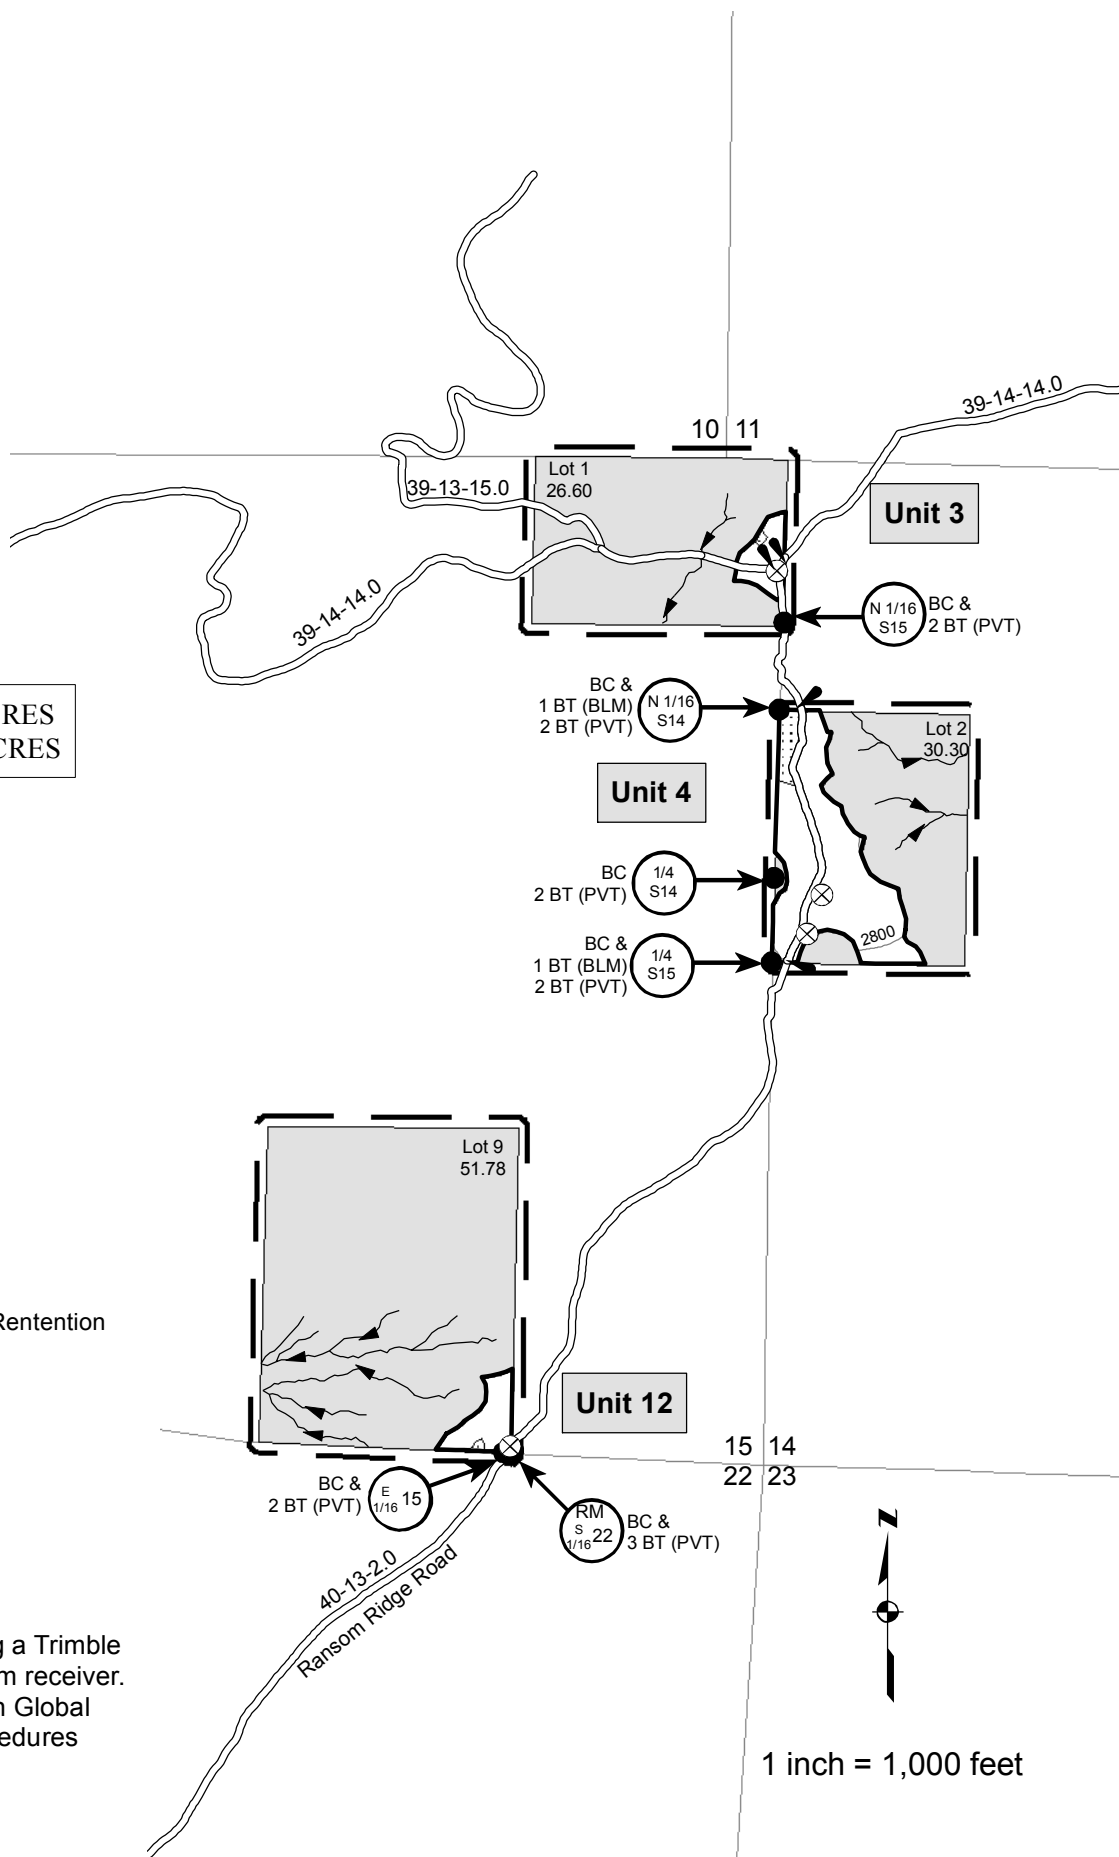 39-14-14.0
10 11
Lot 1
26.60
39-13-15.0
Unit 3
39-14-14.0
N 1/16
S15
BC &
2 BT (PVT)
RES
CRES
BC &
1 BT (BLM)
2 BT (PVT)
N 1/16
S14
Lot 2
30.30
Unit 4
BC
2 BT (PVT)
1/4
S14
2800
BC &
1 BT (BLM)
2 BT (PVT)
1/4
S15
Lot 9
51.78
Rentention
Unit 12
15 14
22 23
BC &
2 BT (PVT)
E
1/16 15
RM
S
1/16 22
BC &
3 BT (PVT)
40-13-2.0
Ransom Ridge Road
z
g a Trimble
m receiver.
n Global
edures
1 inch = 1,000 feet